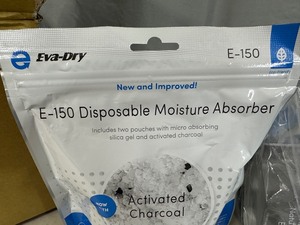 Eva-Dry
E-150
New and Improved!
E-150 Disposable Moisture Absorber
Includes two pouches with micro absorbing
silica gel and activated charcoal
NOW
Activated
Charcoal